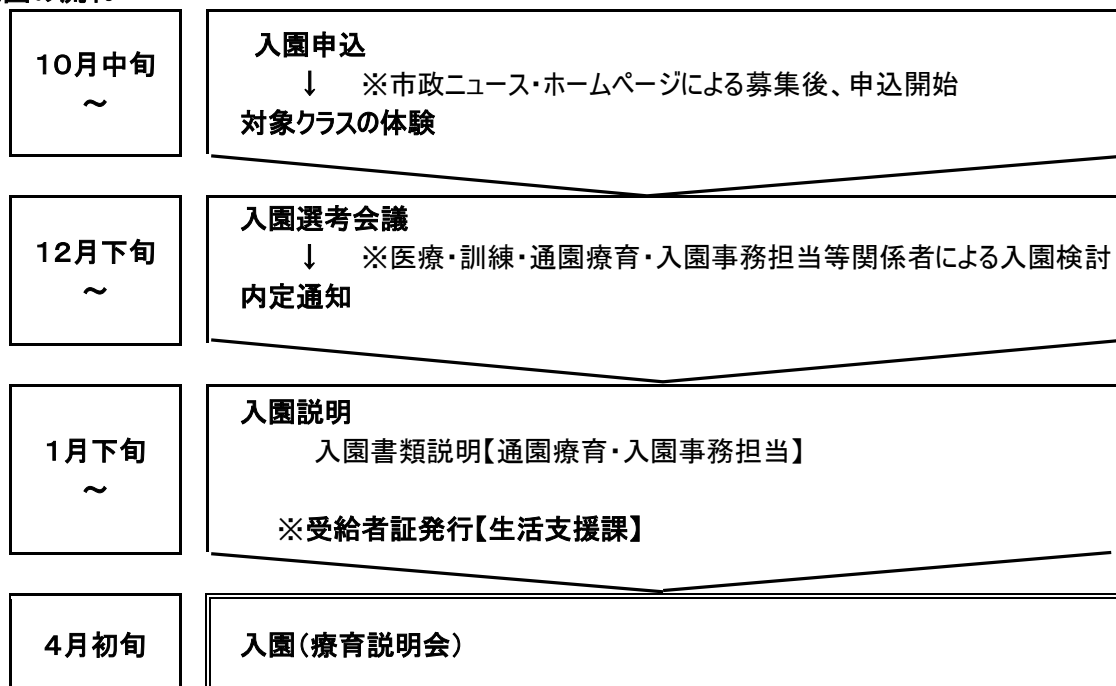 10月中旬
～
入園申込
↓ ※市政ニュース・ホームページによる募集後、申込開始
対象クラスの体験
12月下旬
～
入園選考会議
↓ ※医療・訓練・通園療育・入園事務担当等関係者による入園検討
内定通知
1月下旬
～
入園説明
入園書類説明【通園療育・入園事務担当】
※受給者証発行【生活支援課】
4月初旬
入園（療育説明会）